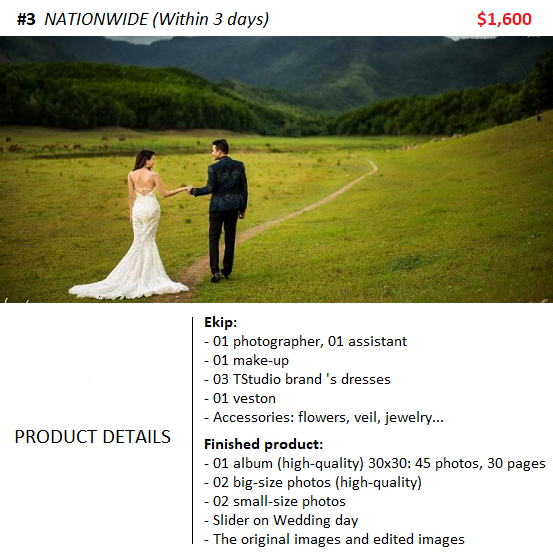 #3 NATIONWIDE (Within 3 days) $1,600
Ekip:
- 01 photographer, 01 assistant
- 01 make-up
- 03 TStudio brand 's dresses
- 01 veston
- Accessories: flowers, veil, jewelry...
PRODUCT DETAILS
Finished product:
- 01 album (high-quality) 30x30: 45 photos, 30 pages
- 02 big-size photos (high-quality)
- 02 small-size photos
- Slider on Wedding day
- The original images and edited images